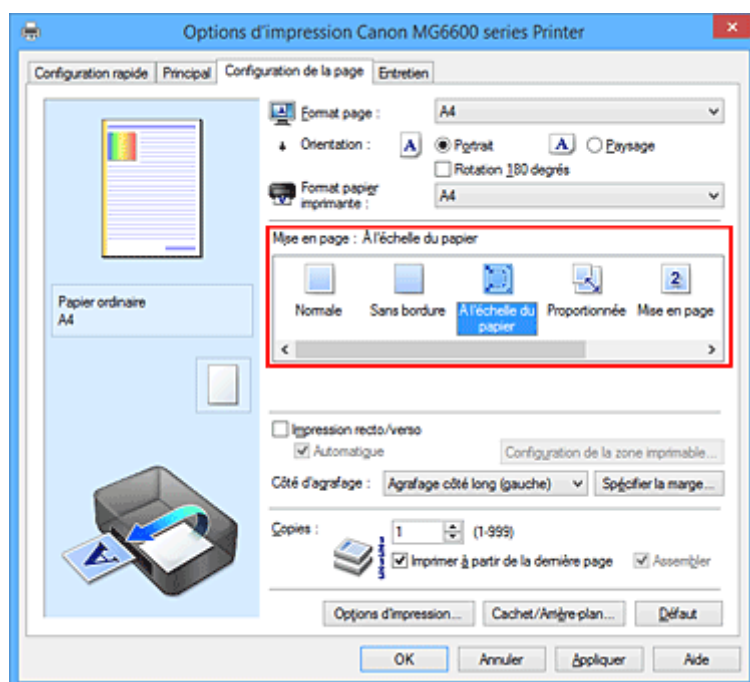 Options d'impression Canon MG6600 series Printer
Configuration rapide Principal Configuration de la page Entretien
Format page : A4
Orientation : A Portrait A Paysage
Rotation 180 degrés
Format papier imprimante : A4
Mise en page : À l'échelle du papier
Normale Sans bordure À l'échelle du papier Proportionnée Mise en page
Papier ordinaire
A4
Impression recto/verso
Automatique Configuration de la zone imprimable...
Côté d'agrafage : Agrafage côté long (gauche) Spécifier la marge...
Copies : 1 (1-999)
Imprimer à partir de la dernière page Assembler
Options d'impression... Cachet/Arrière-plan... Défaut
OK Annuler Appliquer Aide